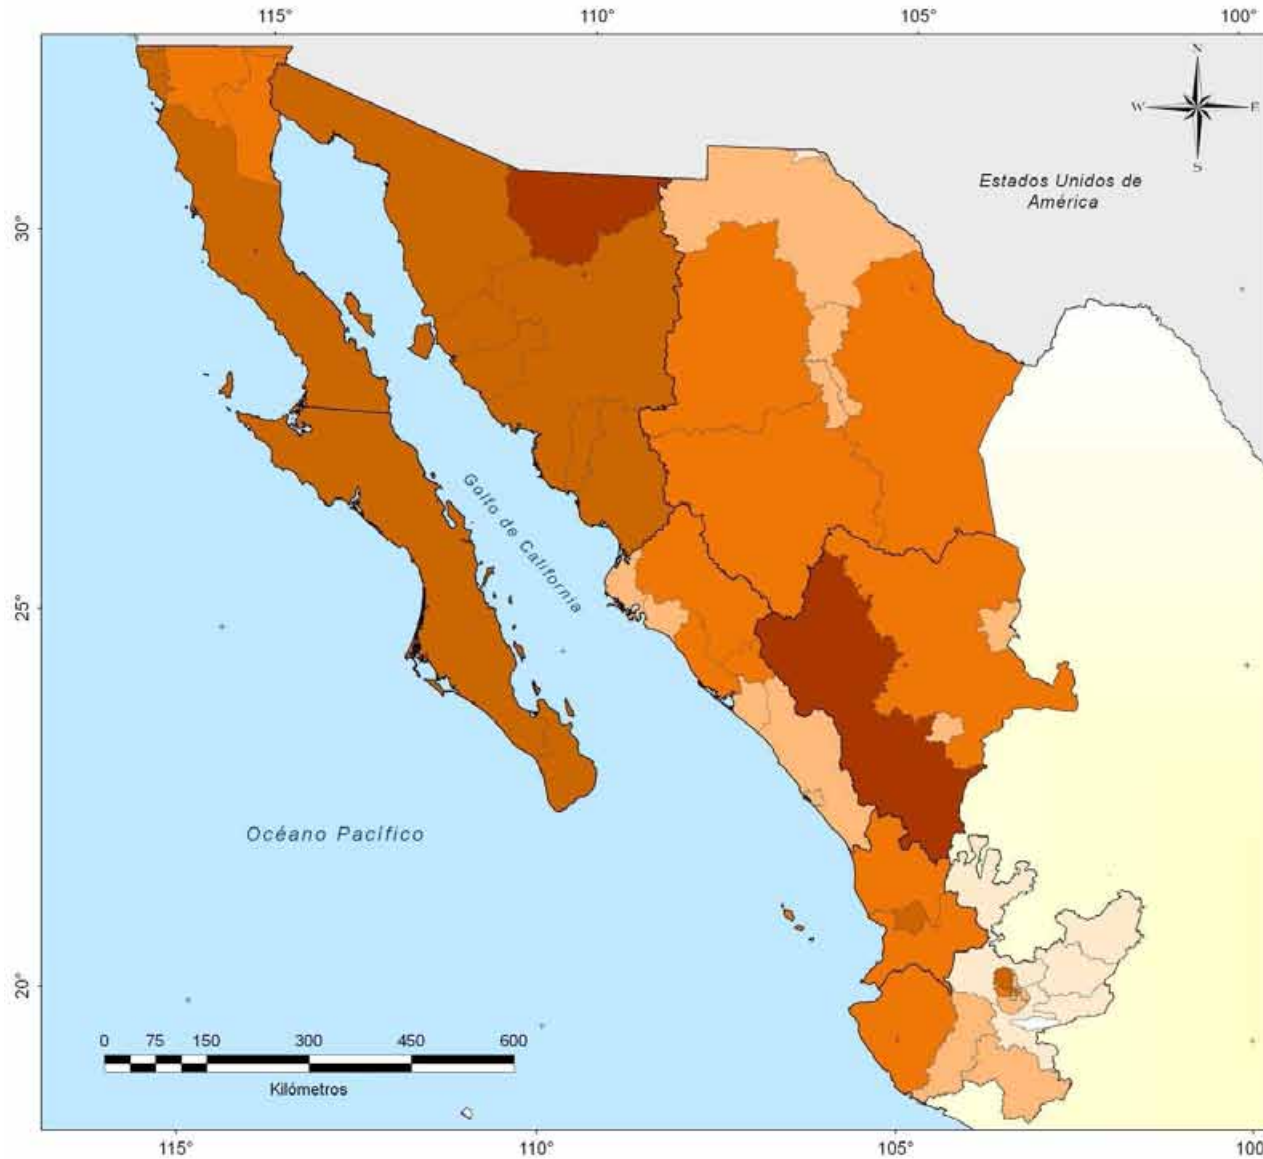 115° 110° 105° 100°
N
W E
S
Estados Unidos de
América
30°
Golfo de California
25°
Océano Pacífico
20°
0 75 150 300 450 600
Kilómetros
115° 110° 105° 100